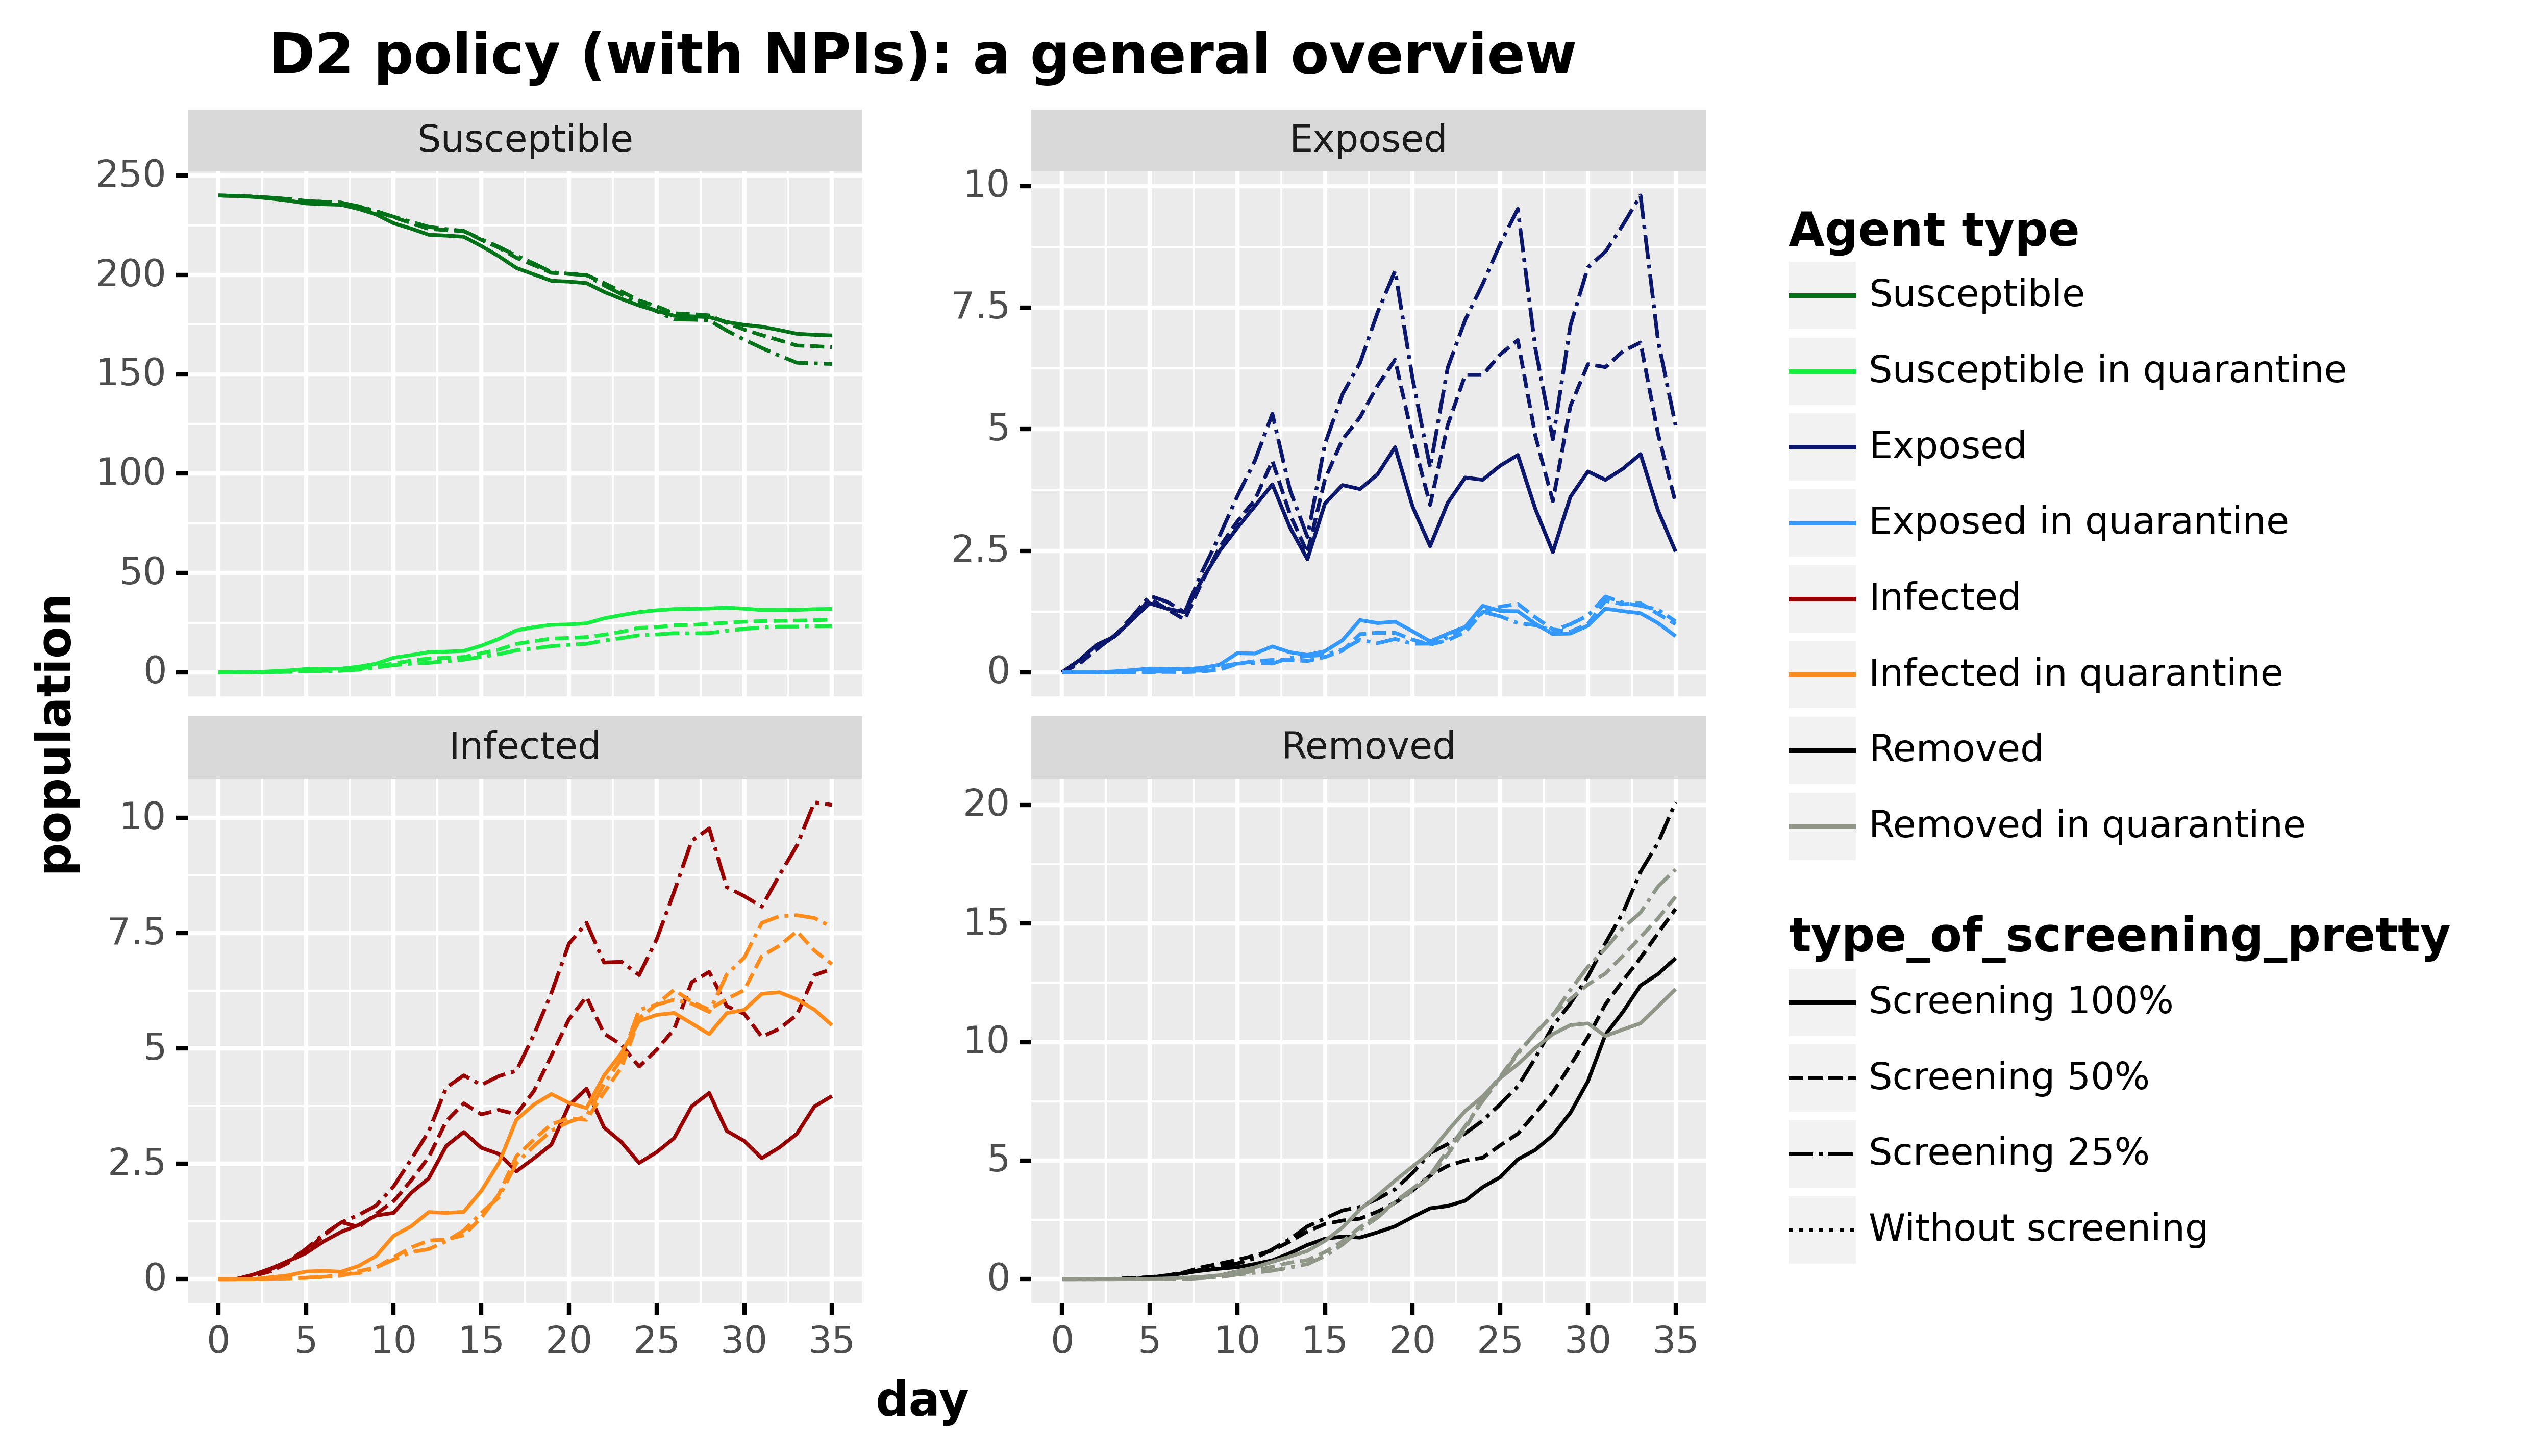 D2 policy (with NPIs): a general overview
Susceptible
Exposed
250
200
150
100
50
0
10
7.5
5
2.5
0
Infected
Removed
10
7.5
5
2.5
0
20
15
10
5
0
0 5 10 15 20 25 30 35
0 5 10 15 20 25 30 35
population
day
Agent type
Susceptible
Susceptible in quarantine
Exposed
Exposed in quarantine
Infected
Infected in quarantine
Removed
Removed in quarantine
type_of_screening_pretty
Screening 100%
Screening 50%
Screening 25%
Without screening